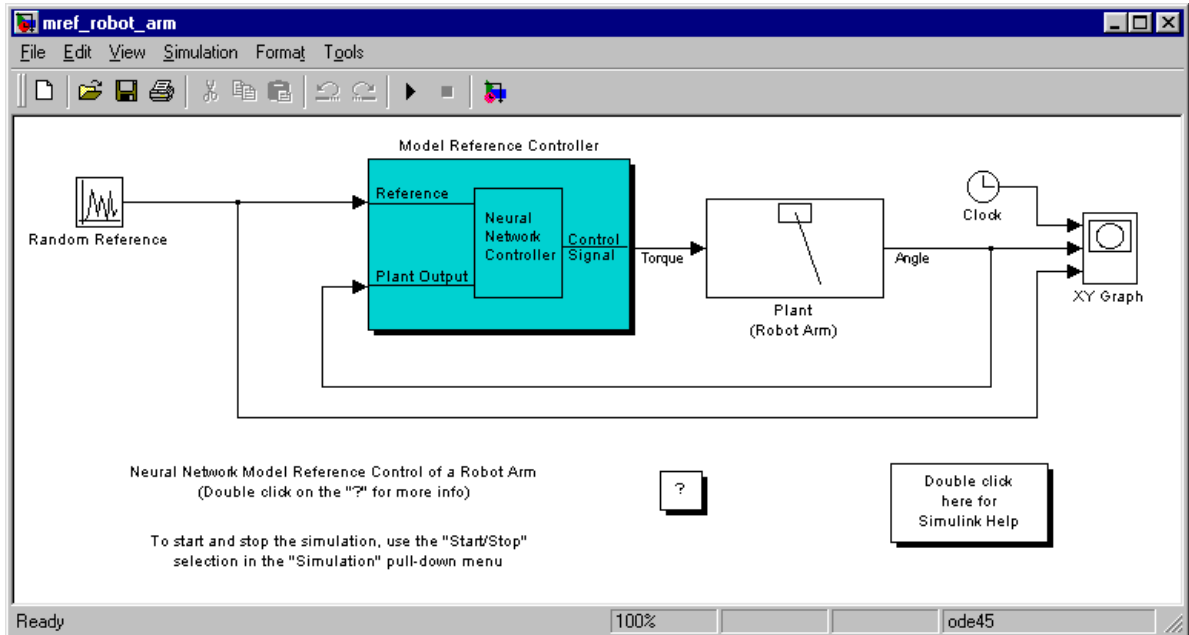 mref_robot_arm
File Edit View Simulation Format Tools
Model Reference Controller
Random Reference
Reference
Neural
Network
Controller
Control
Signal
Plant Output
Torque
Plant
(Robot Arm)
Angle
Clock
XY Graph
Neural Network Model Reference Control of a Robot Arm
(Double click on the "?" for more info)
?
Double click
here for
Simulink Help
To start and stop the simulation, use the "Start/Stop"
selection in the "Simulation" pull-down menu
Ready 100% ode45